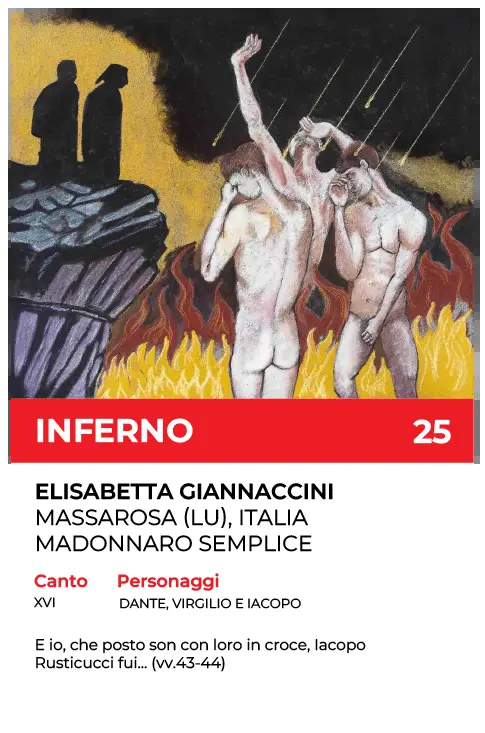 INFERNO 25
ELISABETTA GIANNACCINI
MASSAROSA (LU), ITALIA
MADONNARO SEMPLICE
Canto Personaggi
XVI DANTE, VIRGILIO E IACOPO
E io, che posto son con loro in croce, Iacopo
Rusticucci fui... (vv.43-44)